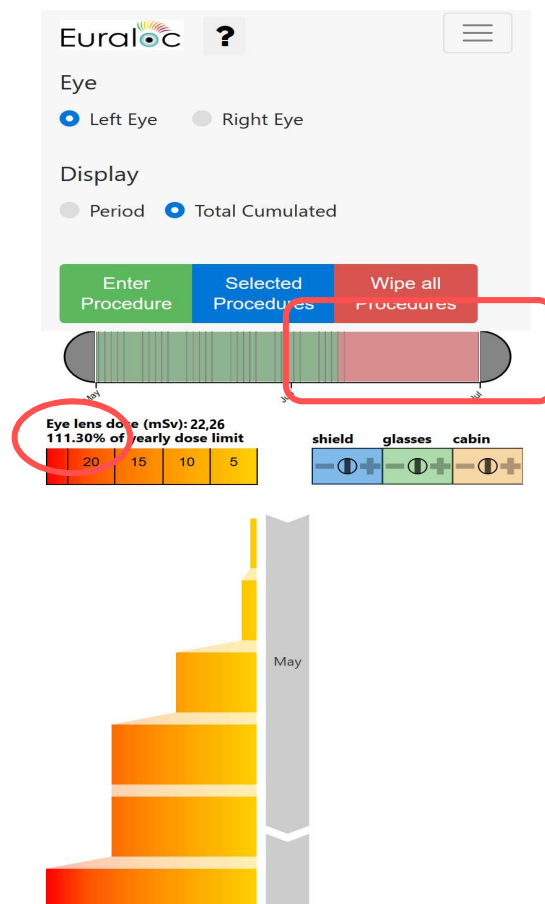 Euraloc ?
Eye
Left Eye Right Eye
Display
Period Total Cumulated
Enter Procedure
Selected Procedures
Wipe all Procedures
May Jul
Eye lens dose (mSv): 22,26
111.30% of yearly dose limit
20 15 10 5
shield glasses cabin
May